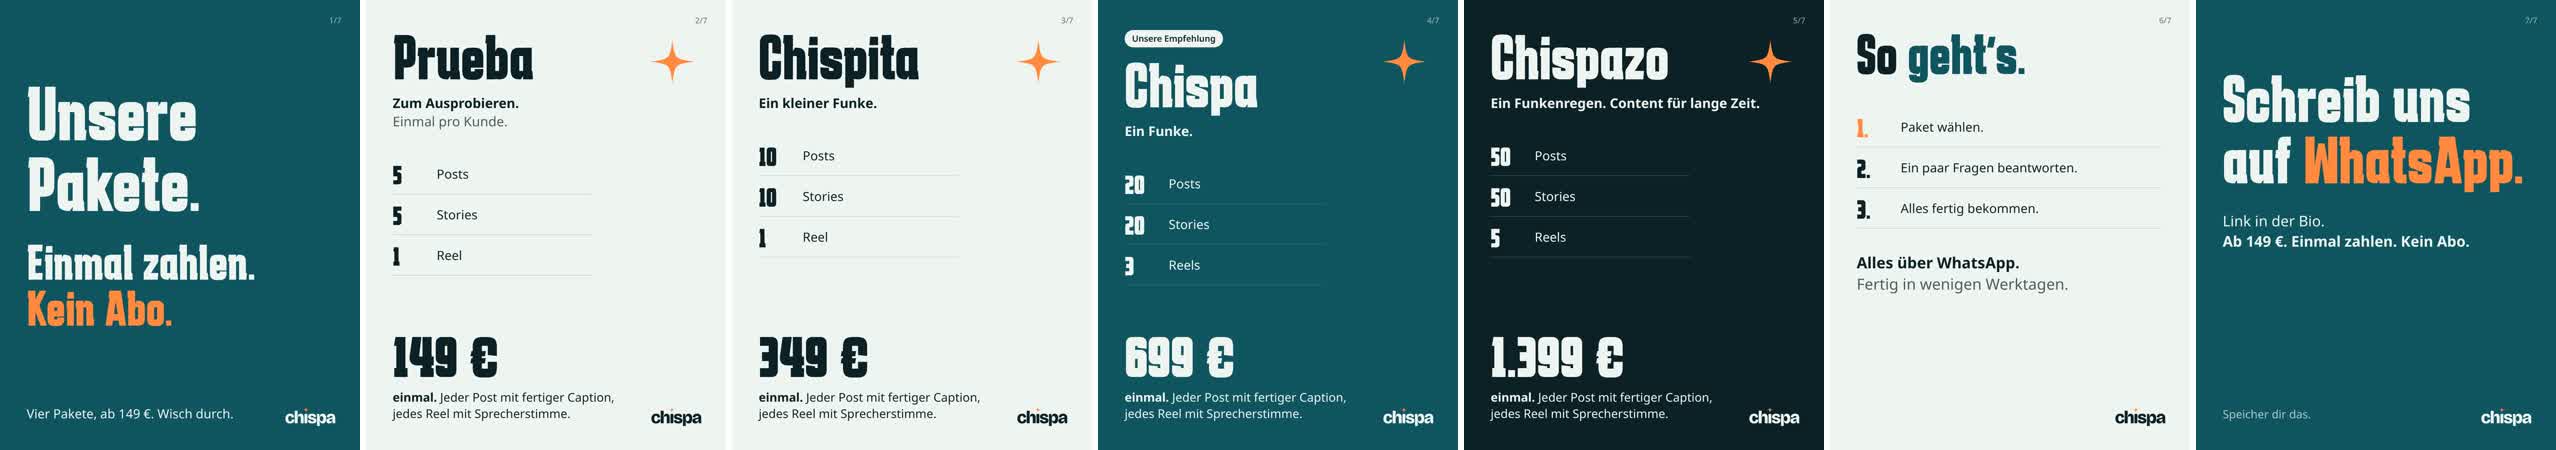 1/7
Unsere
Pakete.
Einmal zahlen.
Kein Abo.
Vier Pakete, ab 149 €. Wisch durch.
chispa
2/7
Prueba
Zum Ausprobieren.
Einmal pro Kunde.
5 Posts
5 Stories
1 Reel
149 €
einmal. Jeder Post mit fertiger Caption,
jedes Reel mit Sprecherstimme.
chispa
3/7
Chispita
Ein kleiner Funke.
10 Posts
10 Stories
1 Reel
349 €
einmal. Jeder Post mit fertiger Caption,
jedes Reel mit Sprecherstimme.
chispa
4/7
Unsere Empfehlung
Chispa
Ein Funke.
20 Posts
20 Stories
3 Reels
699 €
einmal. Jeder Post mit fertiger Caption,
jedes Reel mit Sprecherstimme.
chispa
5/7
Chispazo
Ein Funkenregen. Content für lange Zeit.
50 Posts
50 Stories
5 Reels
1.399 €
einmal. Jeder Post mit fertiger Caption,
jedes Reel mit Sprecherstimme.
chispa
6/7
So geht's.
1. Paket wählen.
2. Ein paar Fragen beantworten.
3. Alles fertig bekommen.
Alles über WhatsApp.
Fertig in wenigen Werktagen.
chispa
7/7
Schreib uns
auf WhatsApp.
Link in der Bio.
Ab 149 €. Einmal zahlen. Kein Abo.
Speicher dir das.
chispa